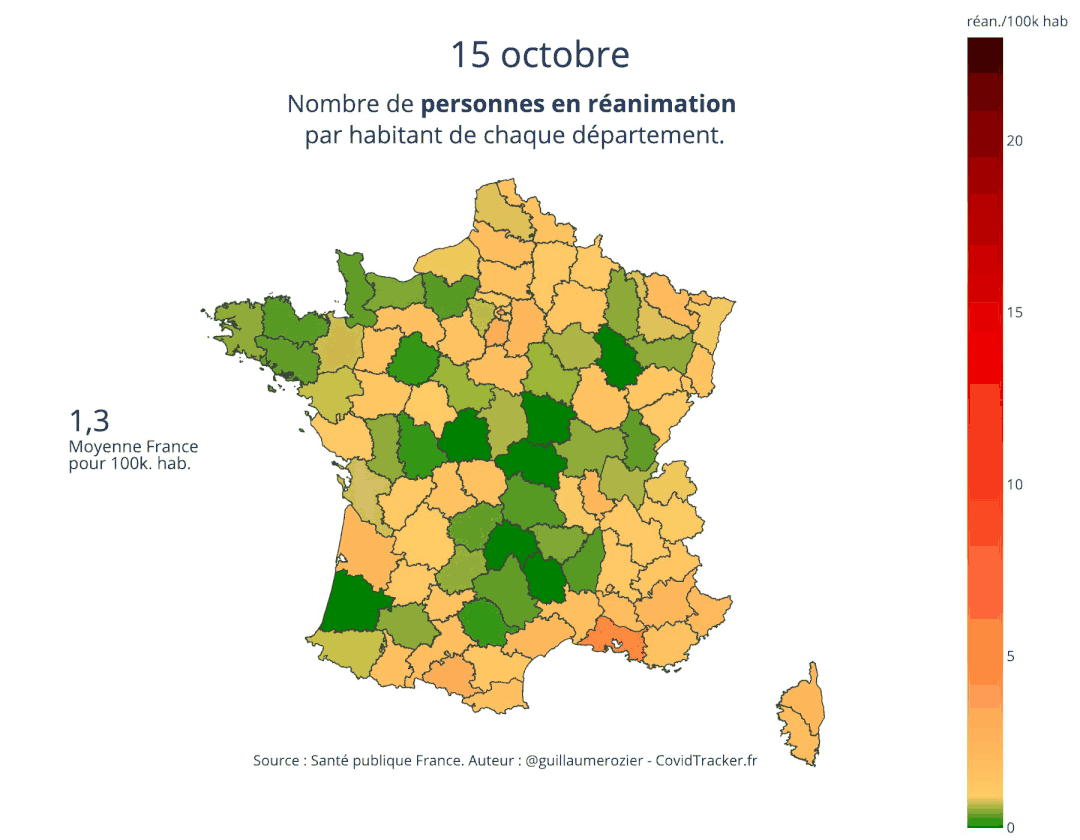 réan./100k hab
15 octobre
Nombre de personnes en réanimation
par habitant de chaque département.
20
15
10
5
0
1,3
Moyenne France
pour 100k. hab.
Source : Santé publique France. Auteur : @guillaumerozier - CovidTracker.fr